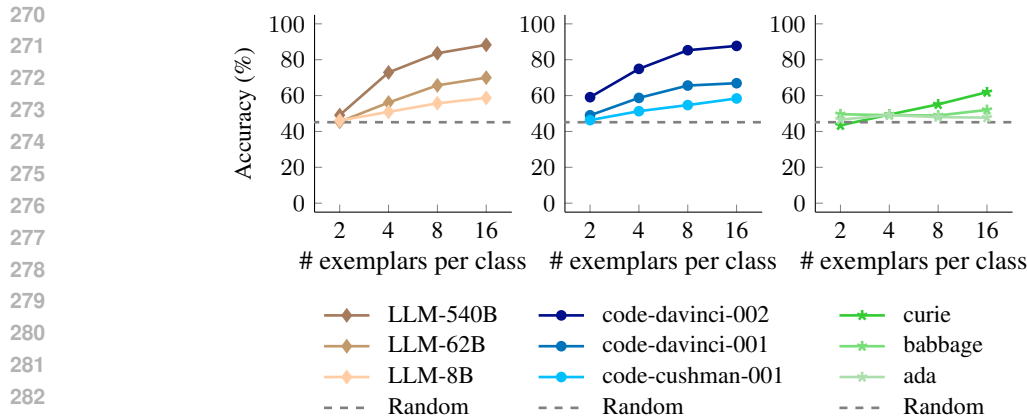 270
271
272
273
274
275
276
277
278
279
280
281
282
Accuracy (%)
100
80
60
40
20
0
2 4 8 16
# exemplars per class
100
80
60
40
20
0
2 4 8 16
# exemplars per class
100
80
60
40
20
0
2 4 8 16
# exemplars per class
LLM-540B
LLM-62B
LLM-8B
Random
code-davinci-002
code-davinci-001
code-cushman-001
Random
curie
babbage
ada
Random